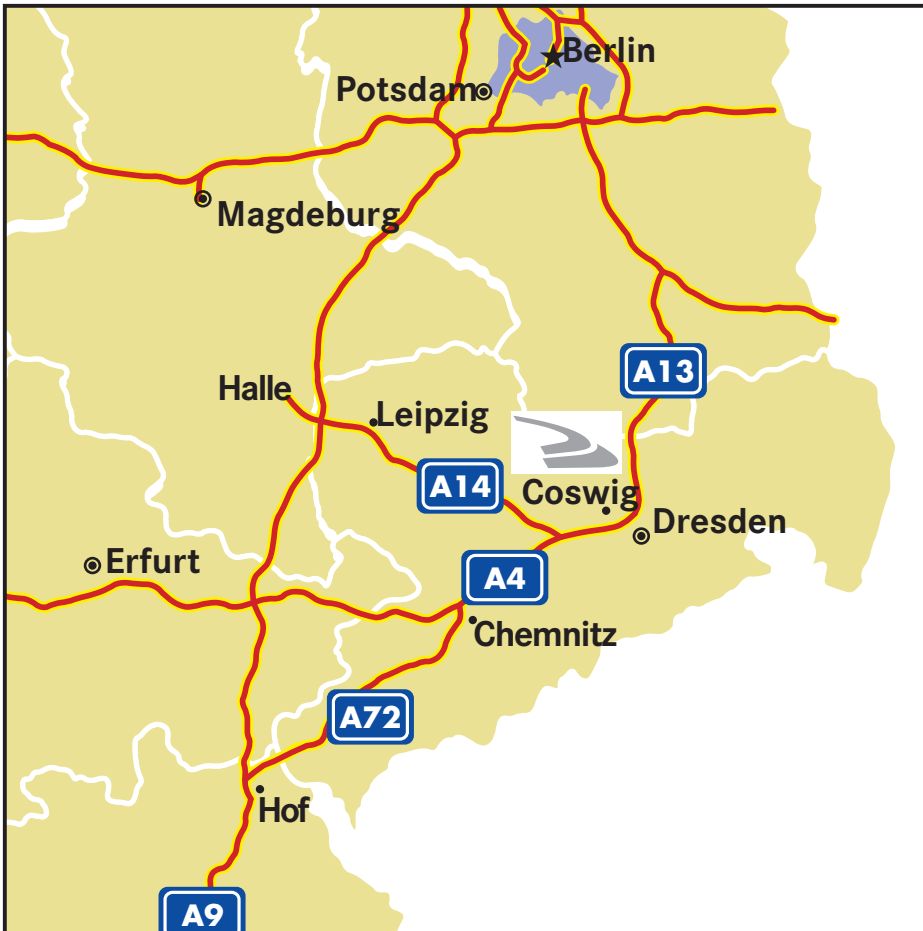 Berlin
Potsdam
Magdeburg
A13
Halle
Leipzig
A14
Coswig
Dresden
Erfurt
A4
Chemnitz
A72
Hof
A9